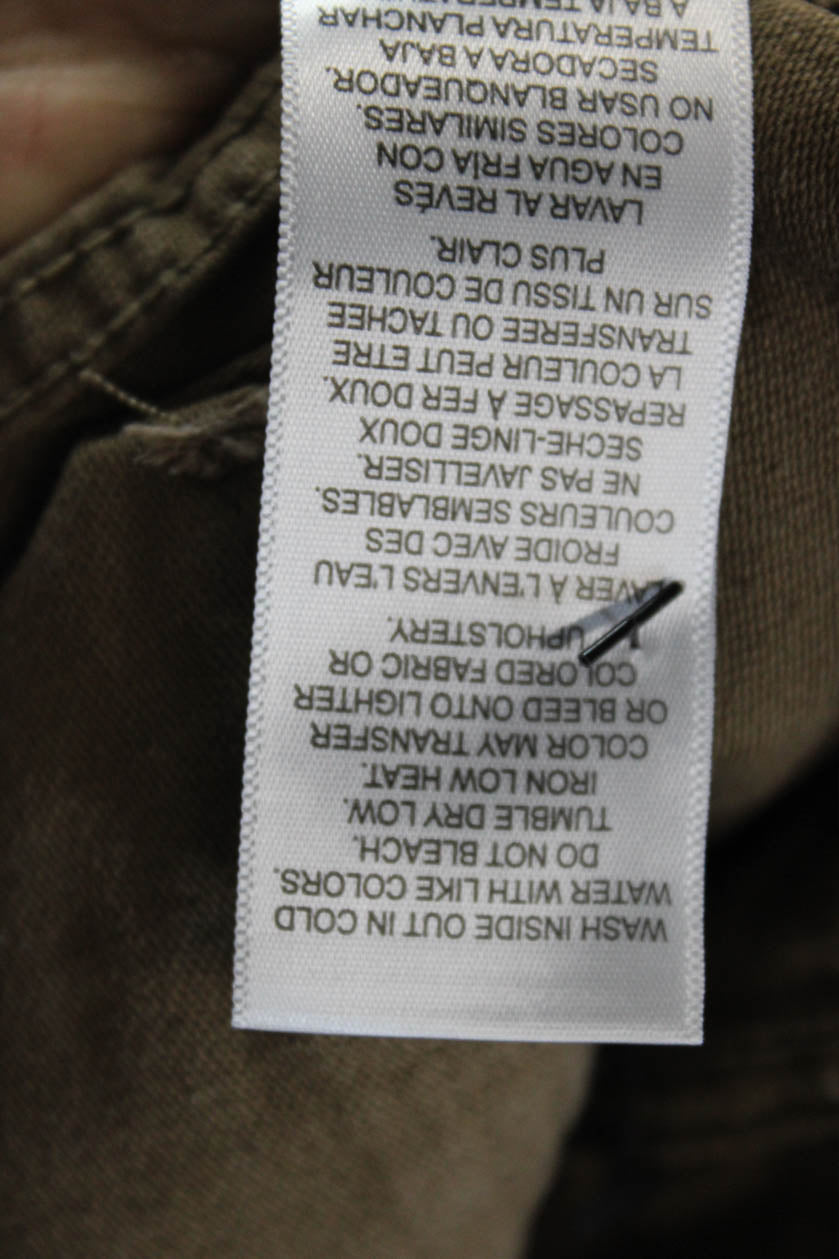 WASH INSIDE OUT IN COLD
WATER WITH LIKE COLORS.
DO NOT BLEACH.
TUMBLE DRY LOW.
IRON LOW HEAT.
COLOR MAY TRANSFER
OR BLEED ONTO LIGHTER
COLORED FABRIC OR
UPHOLSTERY.
À L'ENVERS L'EAU
FROIDE AVEC DES
COULEURS SEMBLABLES.
NE PAS JAVELLISER.
SECHE-LINGE DOUX
REPASSAGE À FER DOUX.
LA COULEUR PEUT ETRE
TRANSFEREE OU TACHEE
SUR UN TISSU DE COULEUR
PLUS CLAIR.
LAVAR AL REVÉS
EN AGUA FRÍA CON
COLORES SIMILARES.
NO USAR BLANQUEADOR.
SECADORA A BAJA
TEMPERATURA PLANCHAR
A BAJA